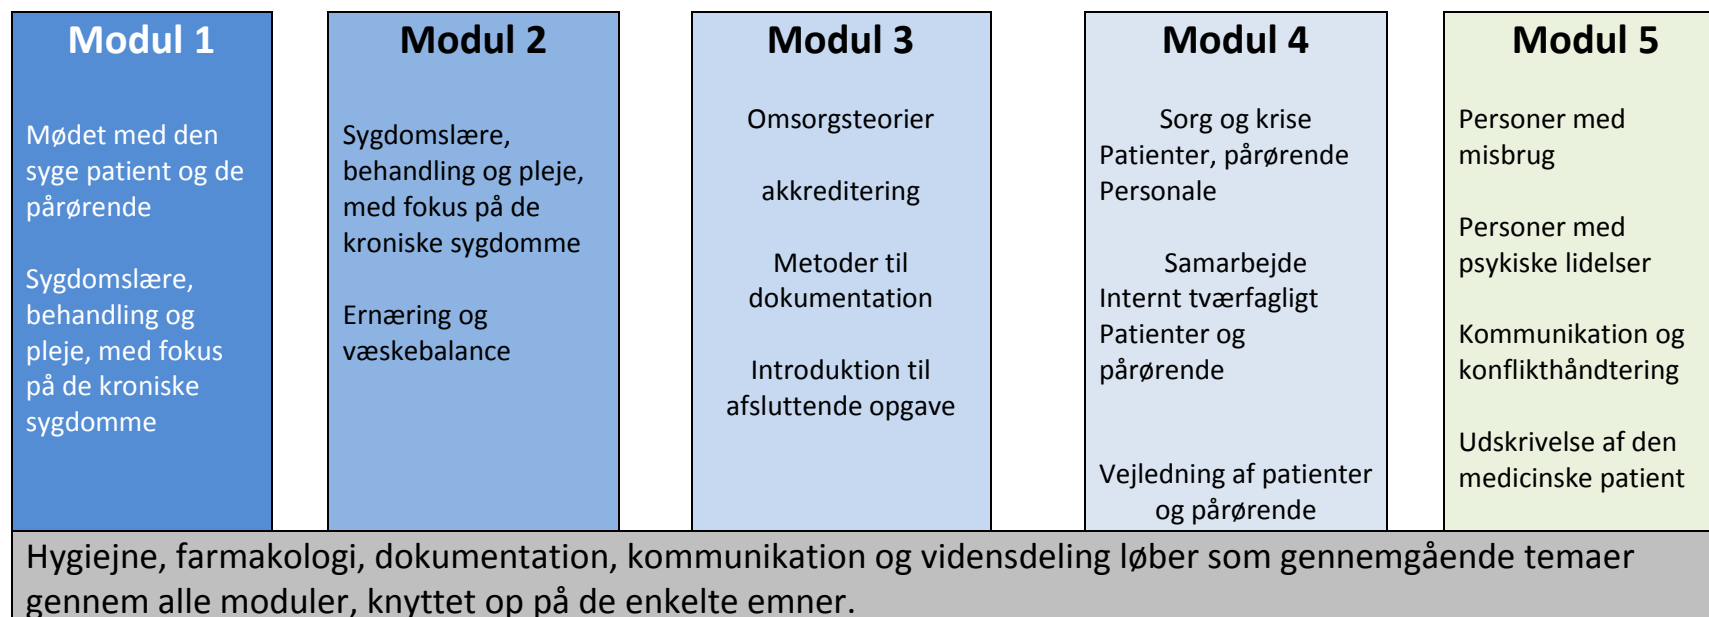 Modul 1
Mødet med den
syge patient og de
pårørende
Sygdomslære,
behandling og
pleje, med fokus
på de kroniske
sygdomme
Modul 2
Sygdomslære,
behandling og pleje,
med fokus på de
kroniske sygdomme
Ernæring og
væskebalance
Modul 3
Omsorgsteorier
akkreditering
Metoder til
dokumentation
Introduktion til
afsluttende opgave
Modul 4
Sorg og krise
Patienter, pårørende
Personale
Samarbejde
Internt tværfagligt
Patienter og
pårørende
Vejledning af patienter
og pårørende
Modul 5
Personer med
misbrug
Personer med
psykiske lidelser
Kommunikation og
konflikthåndtering
Udskrivelse af den
medicinske patient
Hygiejne, farmakologi, dokumentation, kommunikation og vidensdeling løber som gennemgående temaer
gennem alle moduler, knyttet op på de enkelte emner.